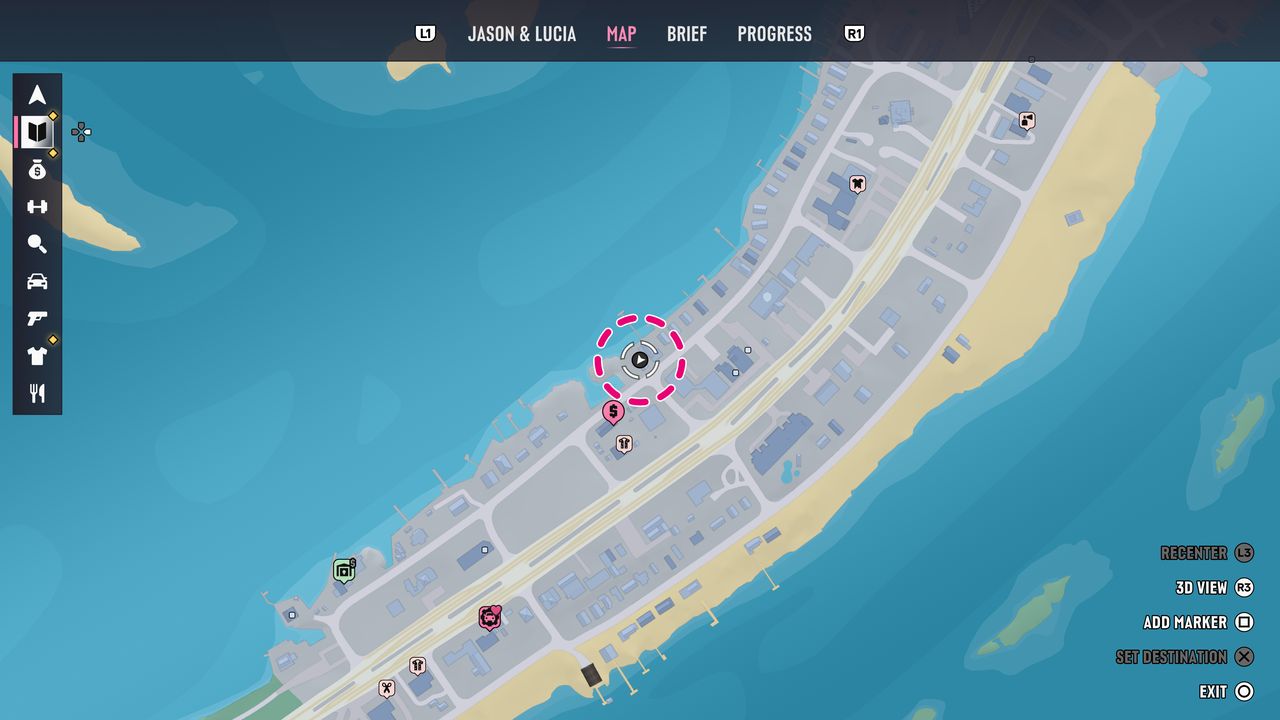 L1 JASON & LUCIA MAP BRIEF PROGRESS R1
$
$
RECENTER L3
3D VIEW R3
ADD MARKER
SET DESTINATION
EXIT